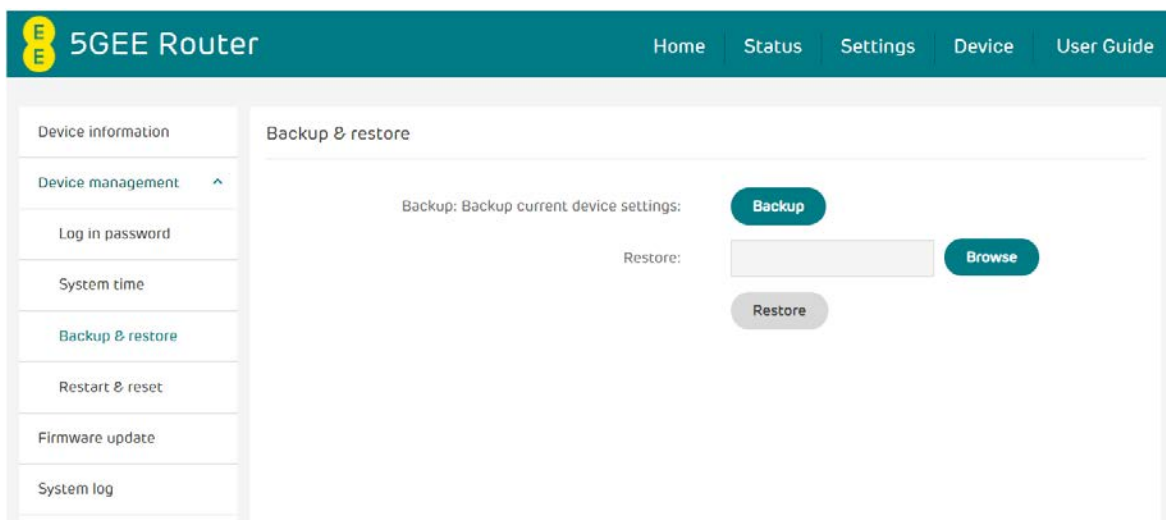 E
E
5GEE Router
Home
Status
Settings
Device
User Guide
Device information
Device management
Log in password
System time
Backup & restore
Restart & reset
Firmware update
System log
Backup & restore
Backup: Backup current device settings:
Backup
Restore:
Browse
Restore